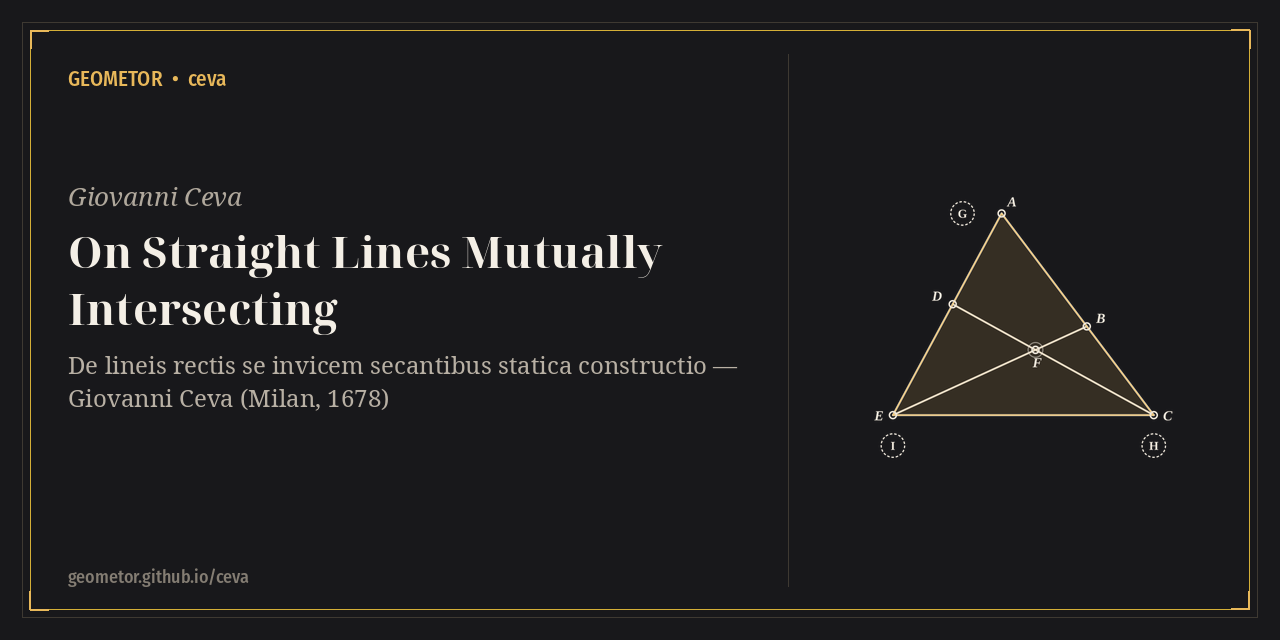 GEOMETOR • ceva
Giovanni Ceva
On Straight Lines Mutually
Intersecting
De lineis rectis se invicem secantibus statica constructio —
Giovanni Ceva (Milan, 1678)
geometor.github.io/ceva
A
G
D
B
F
E
C
I
H